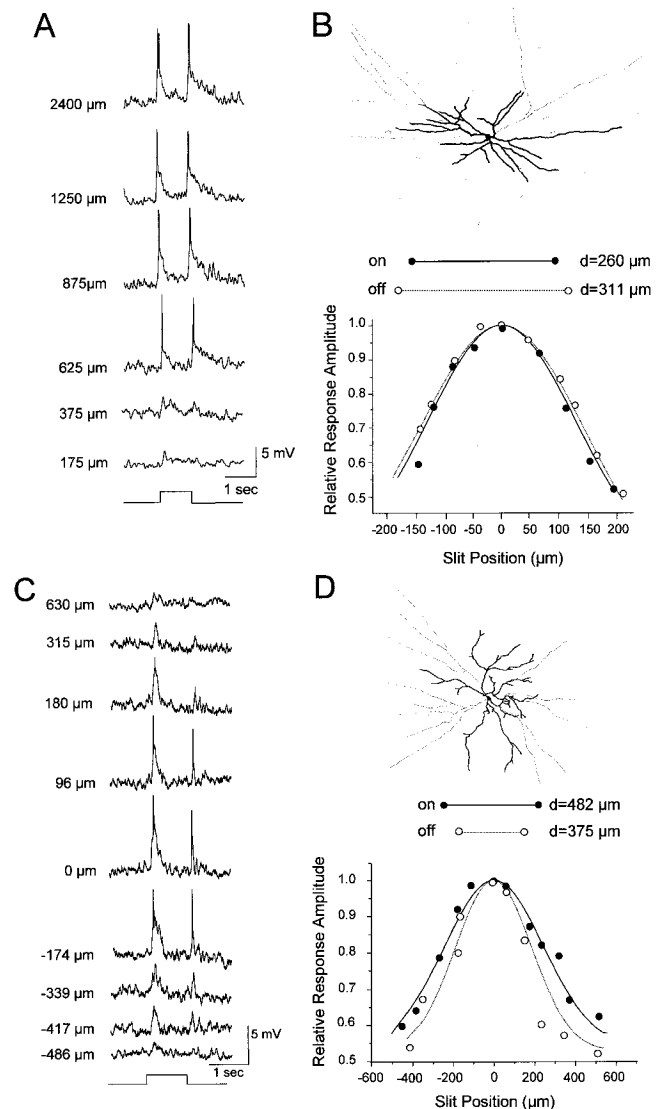 A
2400 µm
1250 µm
875µm
625 µm
375 µm
175 µm
5 mV
1 sec
B
on d=260 µm
off d=311 µm
Relative Response Amplitude
1.0
0.9
0.8
0.7
0.6
0.5
-200 -150 -100 -50 0 50 100 150 200
Slit Position (µm)
C
630 µm
315 µm
180 µm
96 µm
0 µm
-174 µm
-339 µm
-417 µm
-486 µm
5 mV
1 sec
D
on d=482 µm
off d=375 µm
Relative Response Amplitude
1.0
0.9
0.8
0.7
0.6
0.5
-600 -400 -200 0 200 400 600
Slit Position (µm)